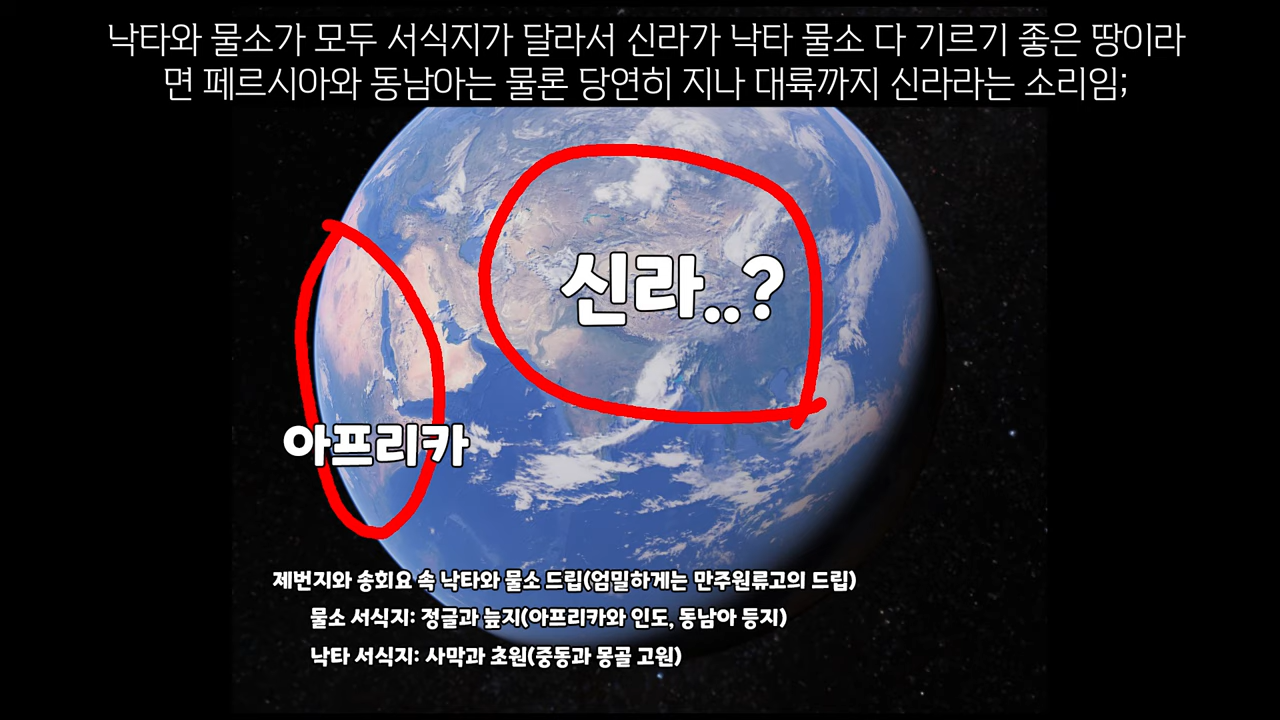 낙타와 물소가 모두 서식지가 달라서 신라가 낙타 물소 다 기르기 좋은 땅이라
면 페르시아와 동남아는 물론 당연히 지나 대륙까지 신라라는 소리임;
신라..?
아프리카
제번지와 송회요 속 낙타와 물소 드립(엄밀하게는 만주원류고의 드립)
물소 서식지: 정글과 늪지(아프리카와 인도, 동남아 등지)
낙타 서식지: 사막과 초원(중동과 몽골 고원)